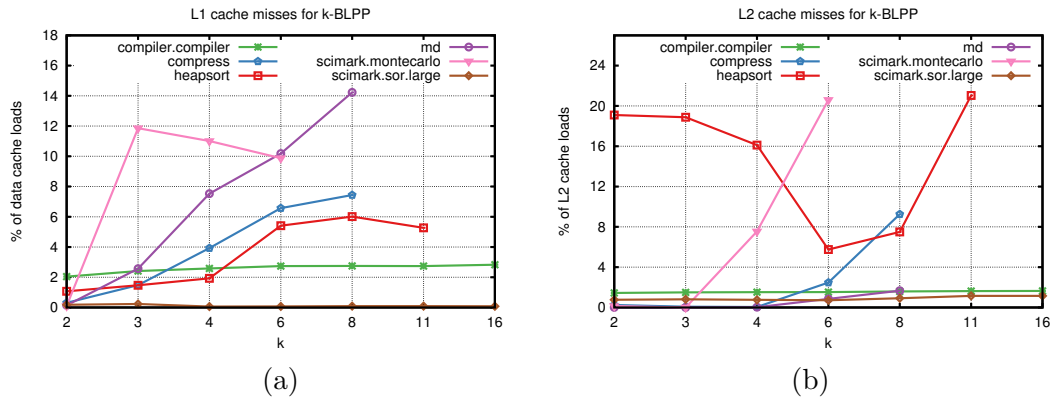 L1 cache misses for k-BLPP
18
16
14
12
10
8
6
4
2
0
% of data cache loads
compiler.compiler
compress
heapsort
md
scimark.montecarlo
scimark.sor.large
2 3 4 6 8 11 16
k
(a)
L2 cache misses for k-BLPP
24
20
16
12
8
4
0
% of L2 cache loads
compiler.compiler
compress
heapsort
md
scimark.montecarlo
scimark.sor.large
2 3 4 6 8 11 16
k
(b)